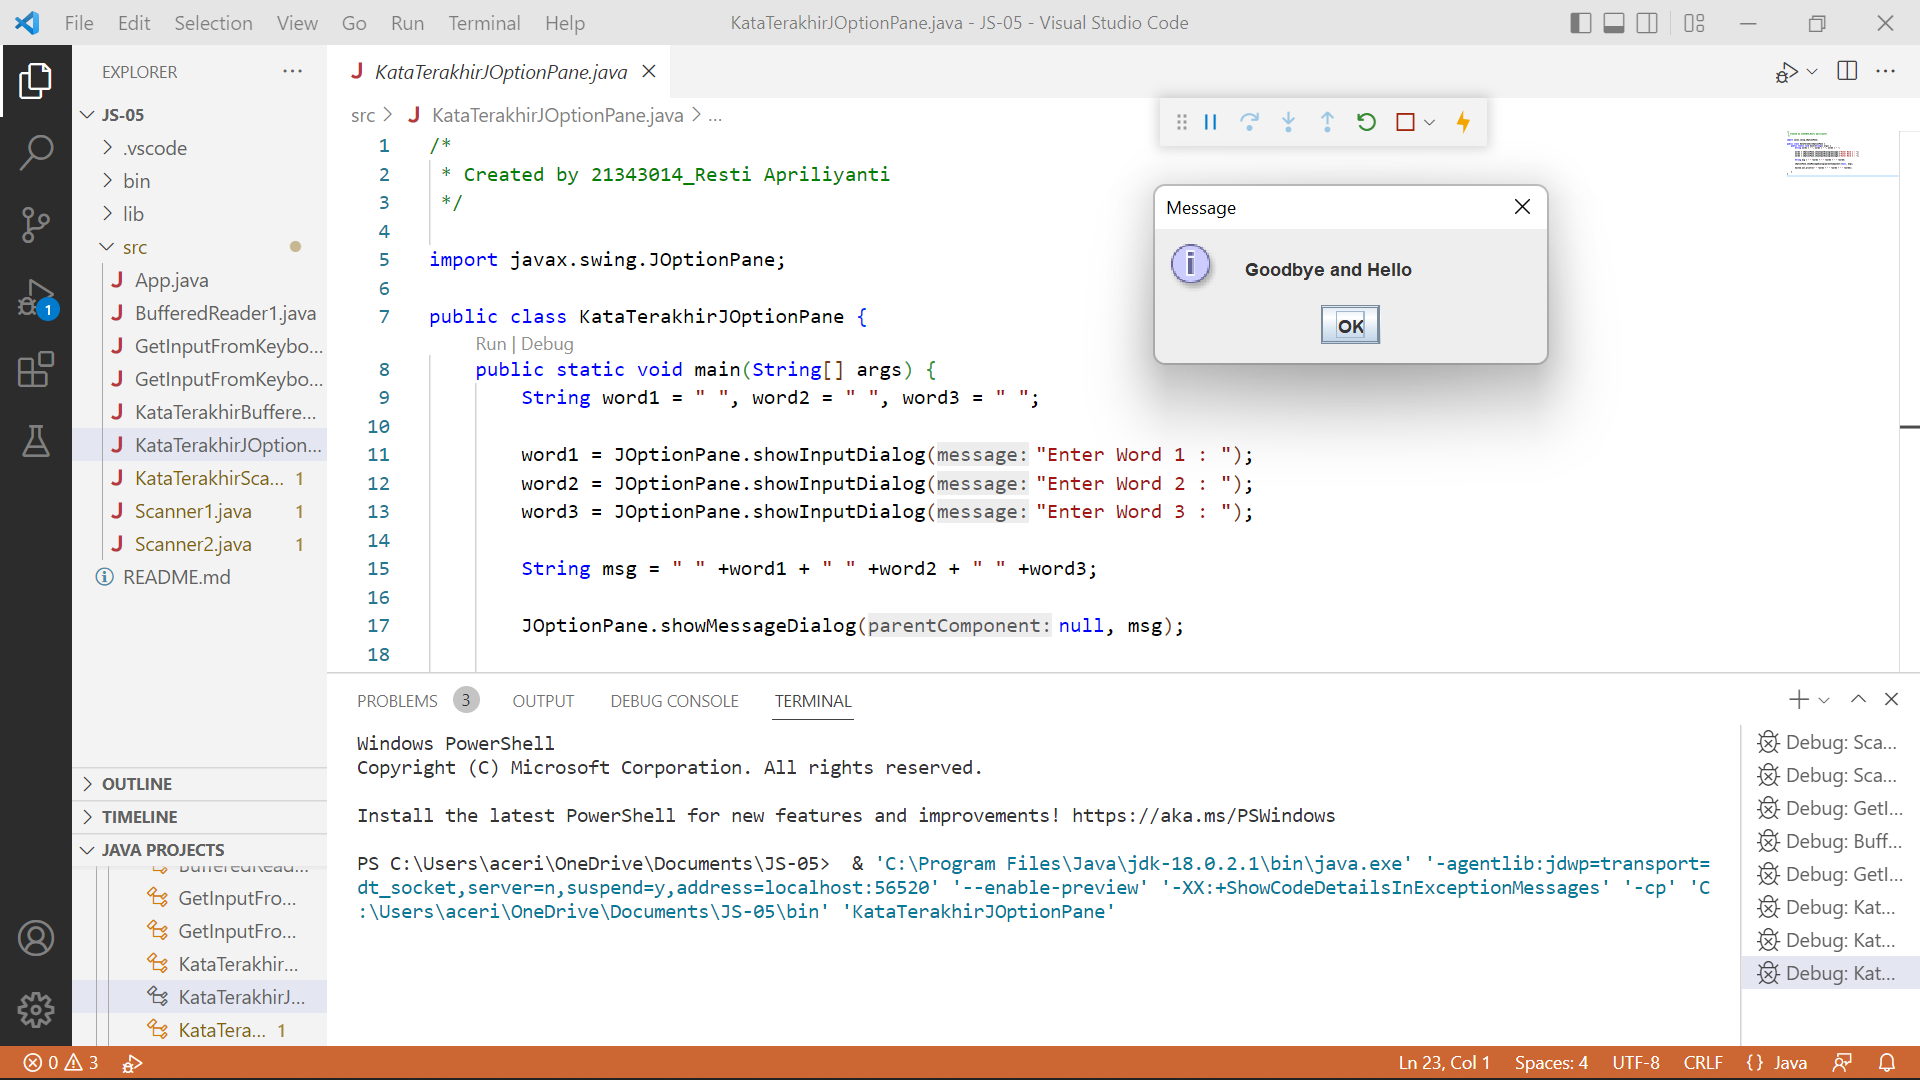 File Edit Selection View Go Run Terminal Help
KataTerakhirJOptionPane.java - JS-05 - Visual Studio Code
EXPLORER
JS-05
.vscode
bin
lib
src
App.java
BufferedReader1.java
GetInputFromKeybo...
GetInputFromKeybo...
KataTerakhirBuffere...
KataTerakhirJOption...
KataTerakhirSca... 1
Scanner1.java 1
Scanner2.java 1
README.md
OUTLINE
TIMELINE
JAVA PROJECTS
BufferedRead...
GetInputFro...
GetInputFro...
KataTerakhir...
KataTerakhirJ...
KataTera... 1
1
KataTerakhirJOptionPane.java
src > KataTerakhirJOptionPane.java > ...
1 /*
2 * Created by 21343014_Resti Apriliyanti
3 */
4
5 import javax.swing.JOptionPane;
6
7 public class KataTerakhirJOptionPane {
Run | Debug
8 public static void main(String[] args) {
9 String word1 = " ", word2 = " ", word3 = " ";
10
11 word1 = JOptionPane.showInputDialog(message: "Enter Word 1 : ");
12 word2 = JOptionPane.showInputDialog(message: "Enter Word 2 : ");
13 word3 = JOptionPane.showInputDialog(message: "Enter Word 3 : ");
14
15 String msg = " " +word1 + " " +word2 + " " +word3;
16
17 JOptionPane.showMessageDialog(parentComponent: null, msg);
18
Message
Goodbye and Hello
OK
PROBLEMS 3 OUTPUT DEBUG CONSOLE TERMINAL
Windows PowerShell
Copyright (C) Microsoft Corporation. All rights reserved.
Install the latest PowerShell for new features and improvements! https://aka.ms/PSWindows
PS C:\Users\aceri\OneDrive\Documents\JS-05>  & 'C:\Program Files\Java\jdk-18.0.2.1\bin\java.exe' '-agentlib:jdwp=transport=
dt_socket,server=n,suspend=y,address=localhost:56520' '--enable-preview' '-XX:+ShowCodeDetailsInExceptionMessages' '-cp' 'C
:\Users\aceri\OneDrive\Documents\JS-05\bin' 'KataTerakhirJOptionPane'
Debug: Sca...
Debug: Sca...
Debug: GetI...
Debug: Buff...
Debug: GetI...
Debug: Kat...
Debug: Kat...
Debug: Kat...
0 3
Ln 23, Col 1 Spaces: 4 UTF-8 CRLF {} Java